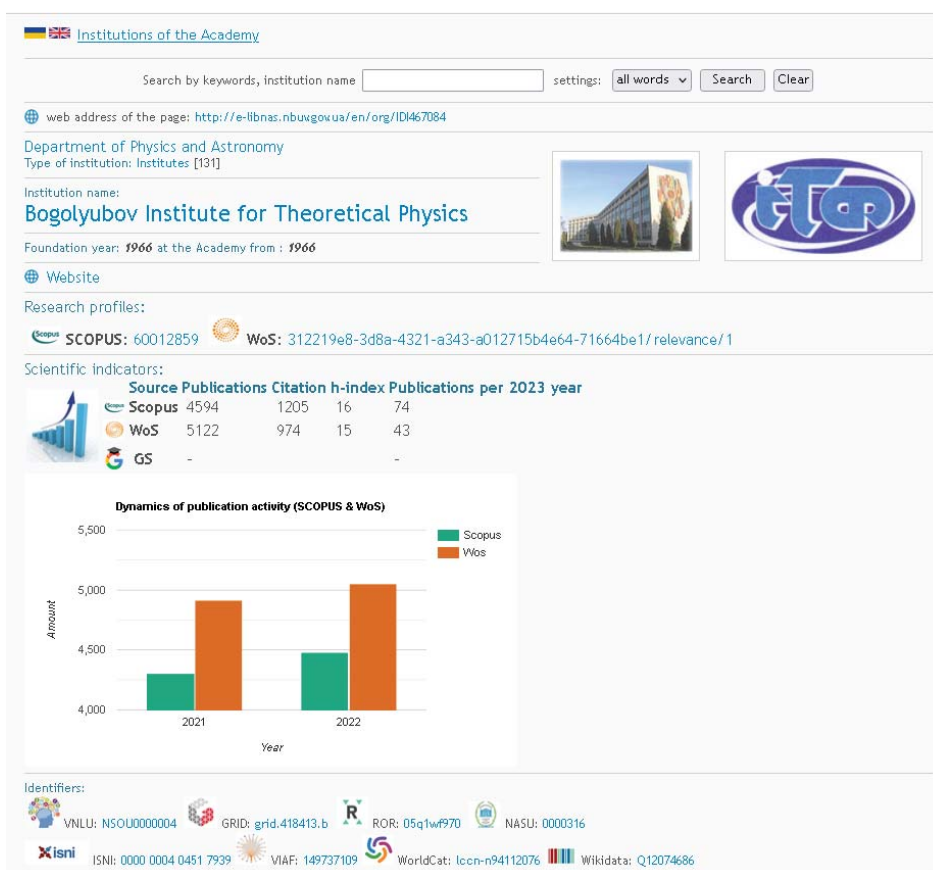 Institutions of the Academy
Search by keywords, institution name settings: all words Search Clear
web address of the page: http://e-libnas.nbuv.gov.ua/en/org/IDI467084
Department of Physics and Astronomy
Type of institution: Institutes [131]
Institution name:
Bogolyubov Institute for Theoretical Physics
Foundation year: 1966 at the Academy from : 1966
Website
Research profiles:
Scopus SCOPUS: 60012859 WoS: 312219e8-3d8a-4321-a343-a012715b4e64-71664be1/relevance/1
Scientific indicators:
Source Publications Citation h-index Publications per 2023 year
Scopus Scopus 4594 1205 16 74
WoS 5122 974 15 43
GS - -
Dynamics of publication activity (SCOPUS & WoS)
5,500
5,000
4,500
4,000
Amount
2021 2022
Year
Scopus
Wos
Identifiers:
VNLU: NSOU0000004 GRID: grid.418413.b R ROR: 05q1wf970 NASU: 0000316
isni ISNI: 0000 0004 0451 7939 VIAF: 149737109 WorldCat: lccn-n94112076 Wikidata: Q12074686